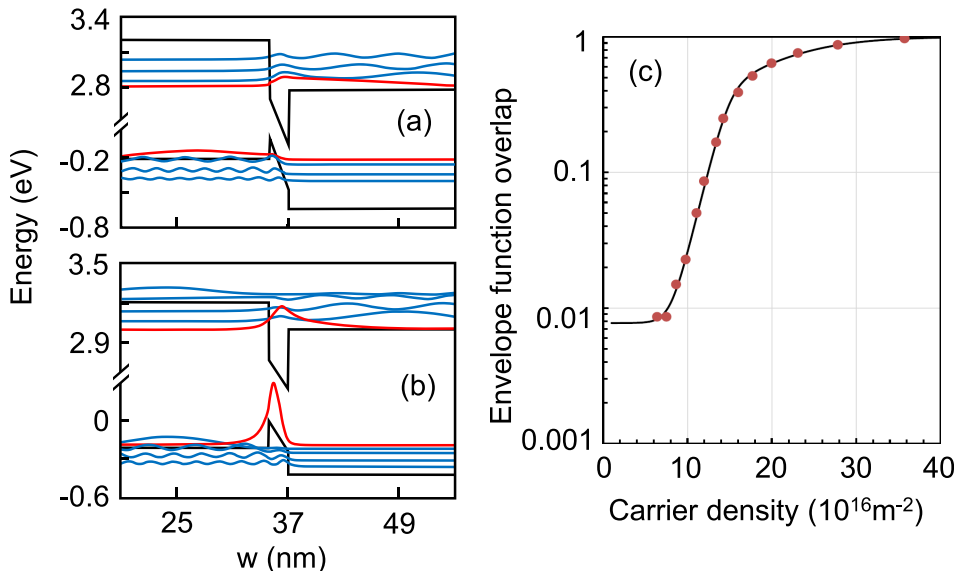 3.4
2.8
-0.2
-0.8
(a)
Energy (eV)
3.5
2.9
0
-0.6
(b)
25
37
49
w (nm)
(c)
Envelope function overlap
1
0.1
0.01
0.001
0
10
20
30
40
Carrier density (10¹⁶m⁻²)